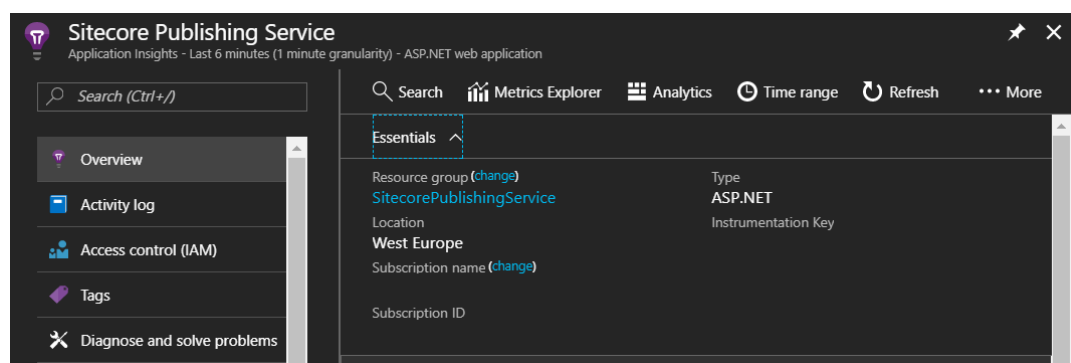 Sitecore Publishing Service
Application Insights - Last 6 minutes (1 minute granularity) - ASP.NET web application
Search (Ctrl+/)
Overview
Activity log
Access control (IAM)
Tags
Diagnose and solve problems
Search Metrics Explorer Analytics Time range Refresh ••• More
Essentials
Resource group (change)
SitecorePublishingService
Location
West Europe
Subscription name (change)
Subscription ID
Type
ASP.NET
Instrumentation Key